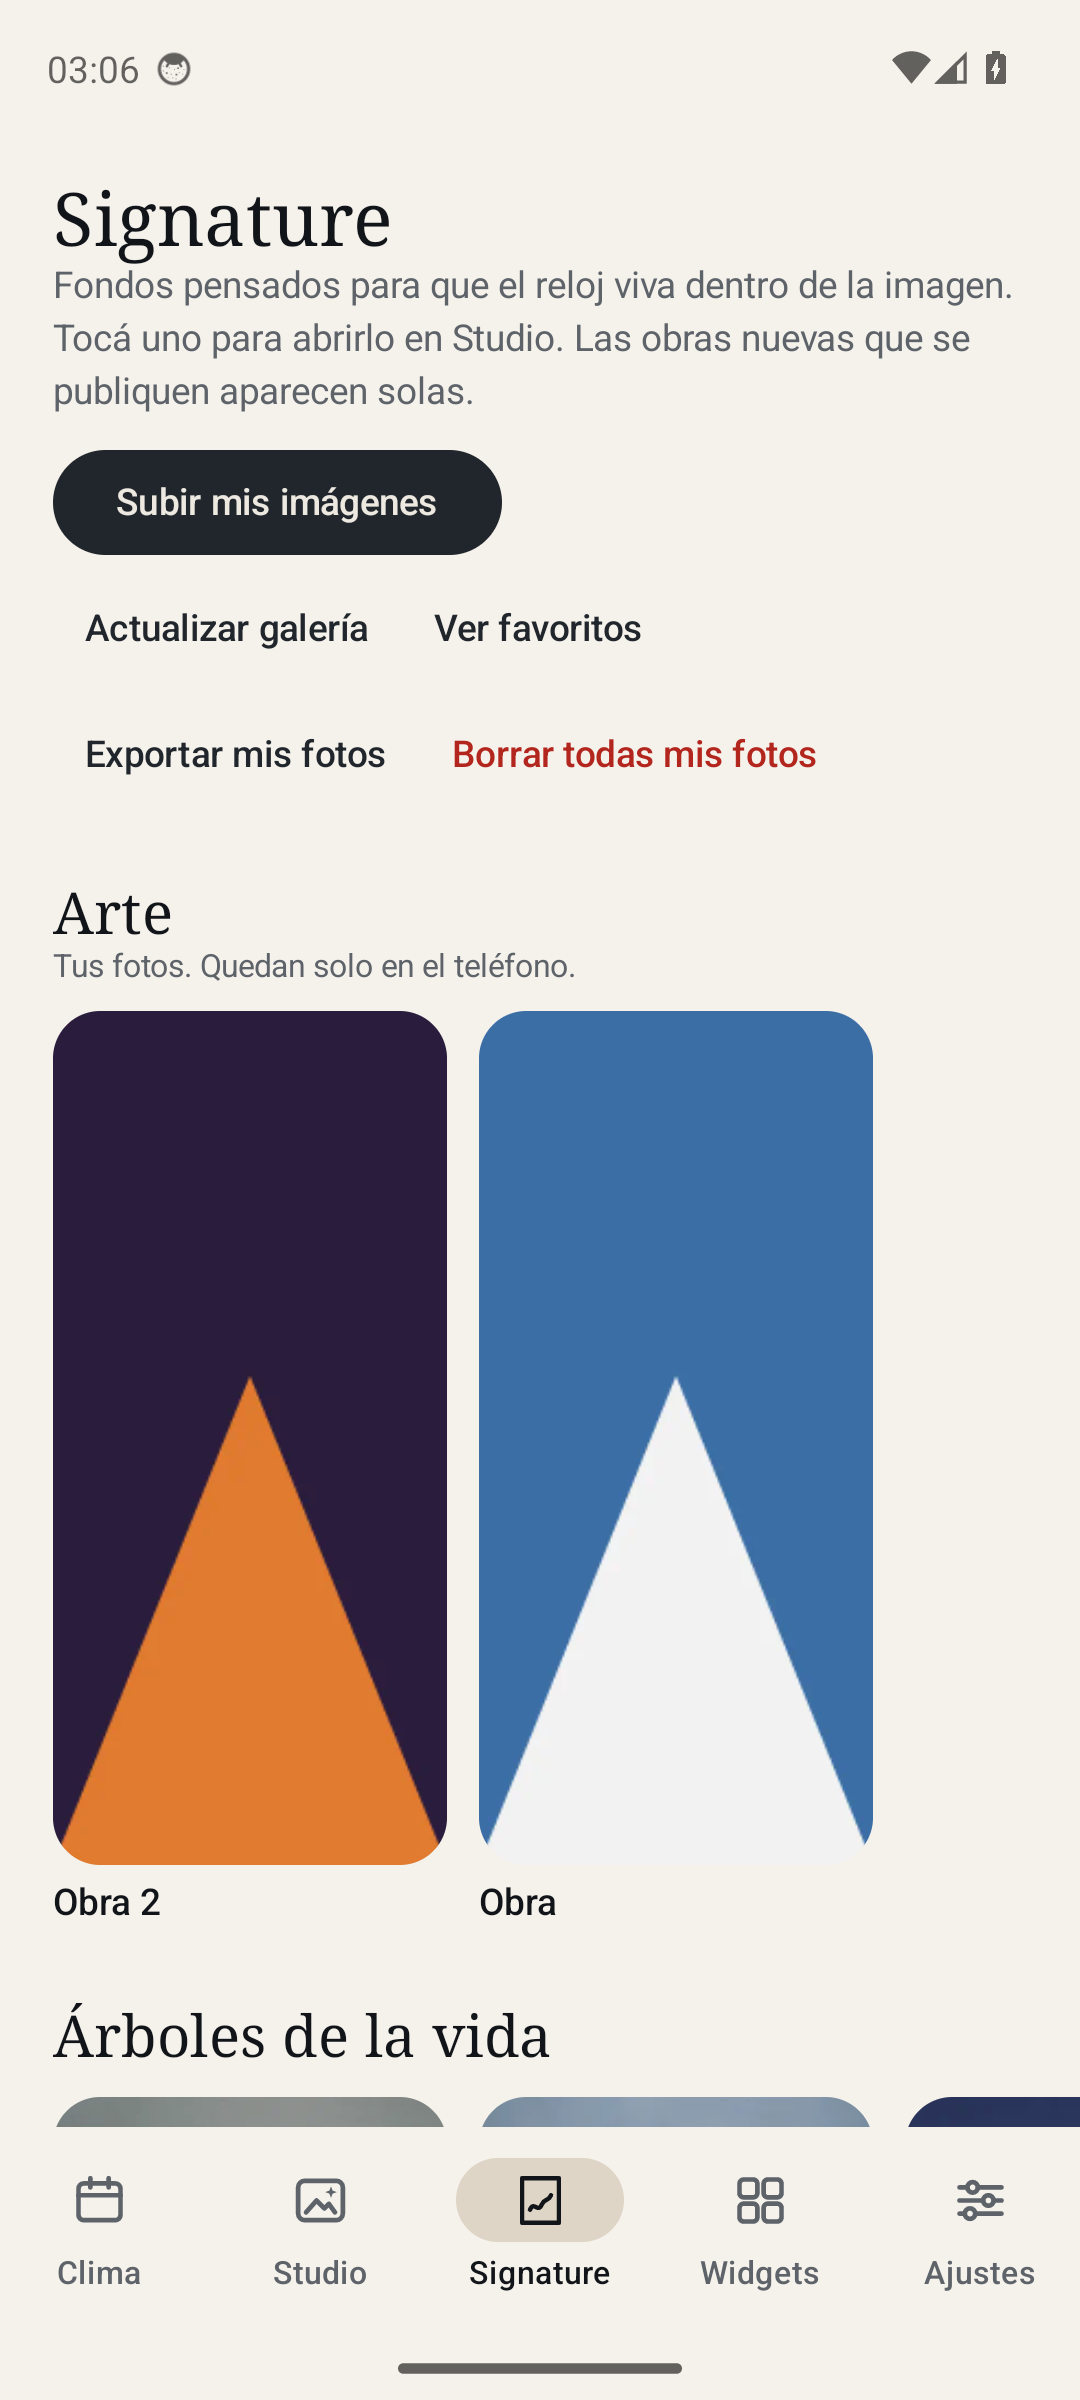 03:06
Signature
Fondos pensados para que el reloj viva dentro de la imagen.
Tocá uno para abrirlo en Studio. Las obras nuevas que se
publiquen aparecen solas.
Subir mis imágenes
Actualizar galería
Ver favoritos
Exportar mis fotos
Borrar todas mis fotos
Arte
Tus fotos. Quedan solo en el teléfono.
Obra 2
Obra
Árboles de la vida
Clima
Studio
Signature
Widgets
Ajustes